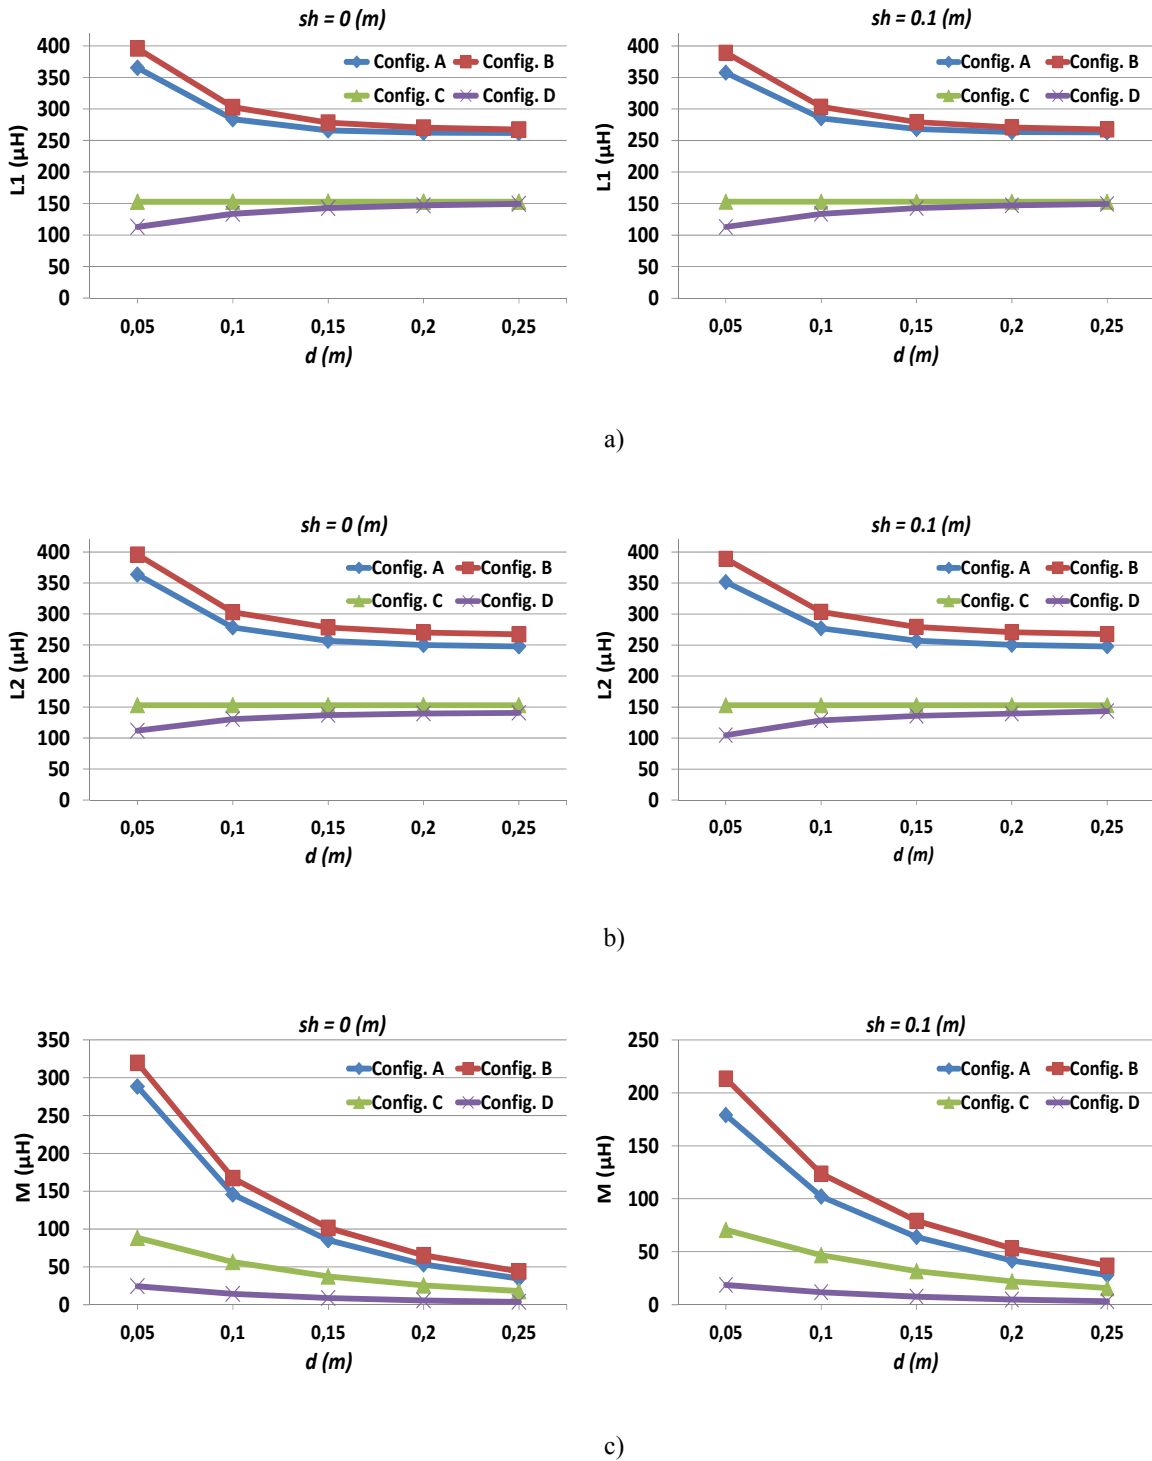 sh = 0 (m)
400
350
300
250
200
150
100
50
0
L1 (µH)
Config. A
Config. B
Config. C
Config. D
0,05
0,1
0,15
0,2
0,25
d (m)
sh = 0.1 (m)
400
350
300
250
200
150
100
50
0
L1 (µH)
Config. A
Config. B
Config. C
Config. D
0,05
0,1
0,15
0,2
0,25
d (m)
a)
sh = 0 (m)
400
350
300
250
200
150
100
50
0
L2 (µH)
Config. A
Config. B
Config. C
Config. D
0,05
0,1
0,15
0,2
0,25
d (m)
sh = 0.1 (m)
400
350
300
250
200
150
100
50
0
L2 (µH)
Config. A
Config. B
Config. C
Config. D
0,05
0,1
0,15
0,2
0,25
d (m)
b)
sh = 0 (m)
350
300
250
200
150
100
50
0
M (µH)
Config. A
Config. B
Config. C
Config. D
0,05
0,1
0,15
0,2
0,25
d (m)
sh = 0.1 (m)
250
200
150
100
50
0
M (µH)
Config. A
Config. B
Config. C
Config. D
0,05
0,1
0,15
0,2
0,25
d (m)
c)